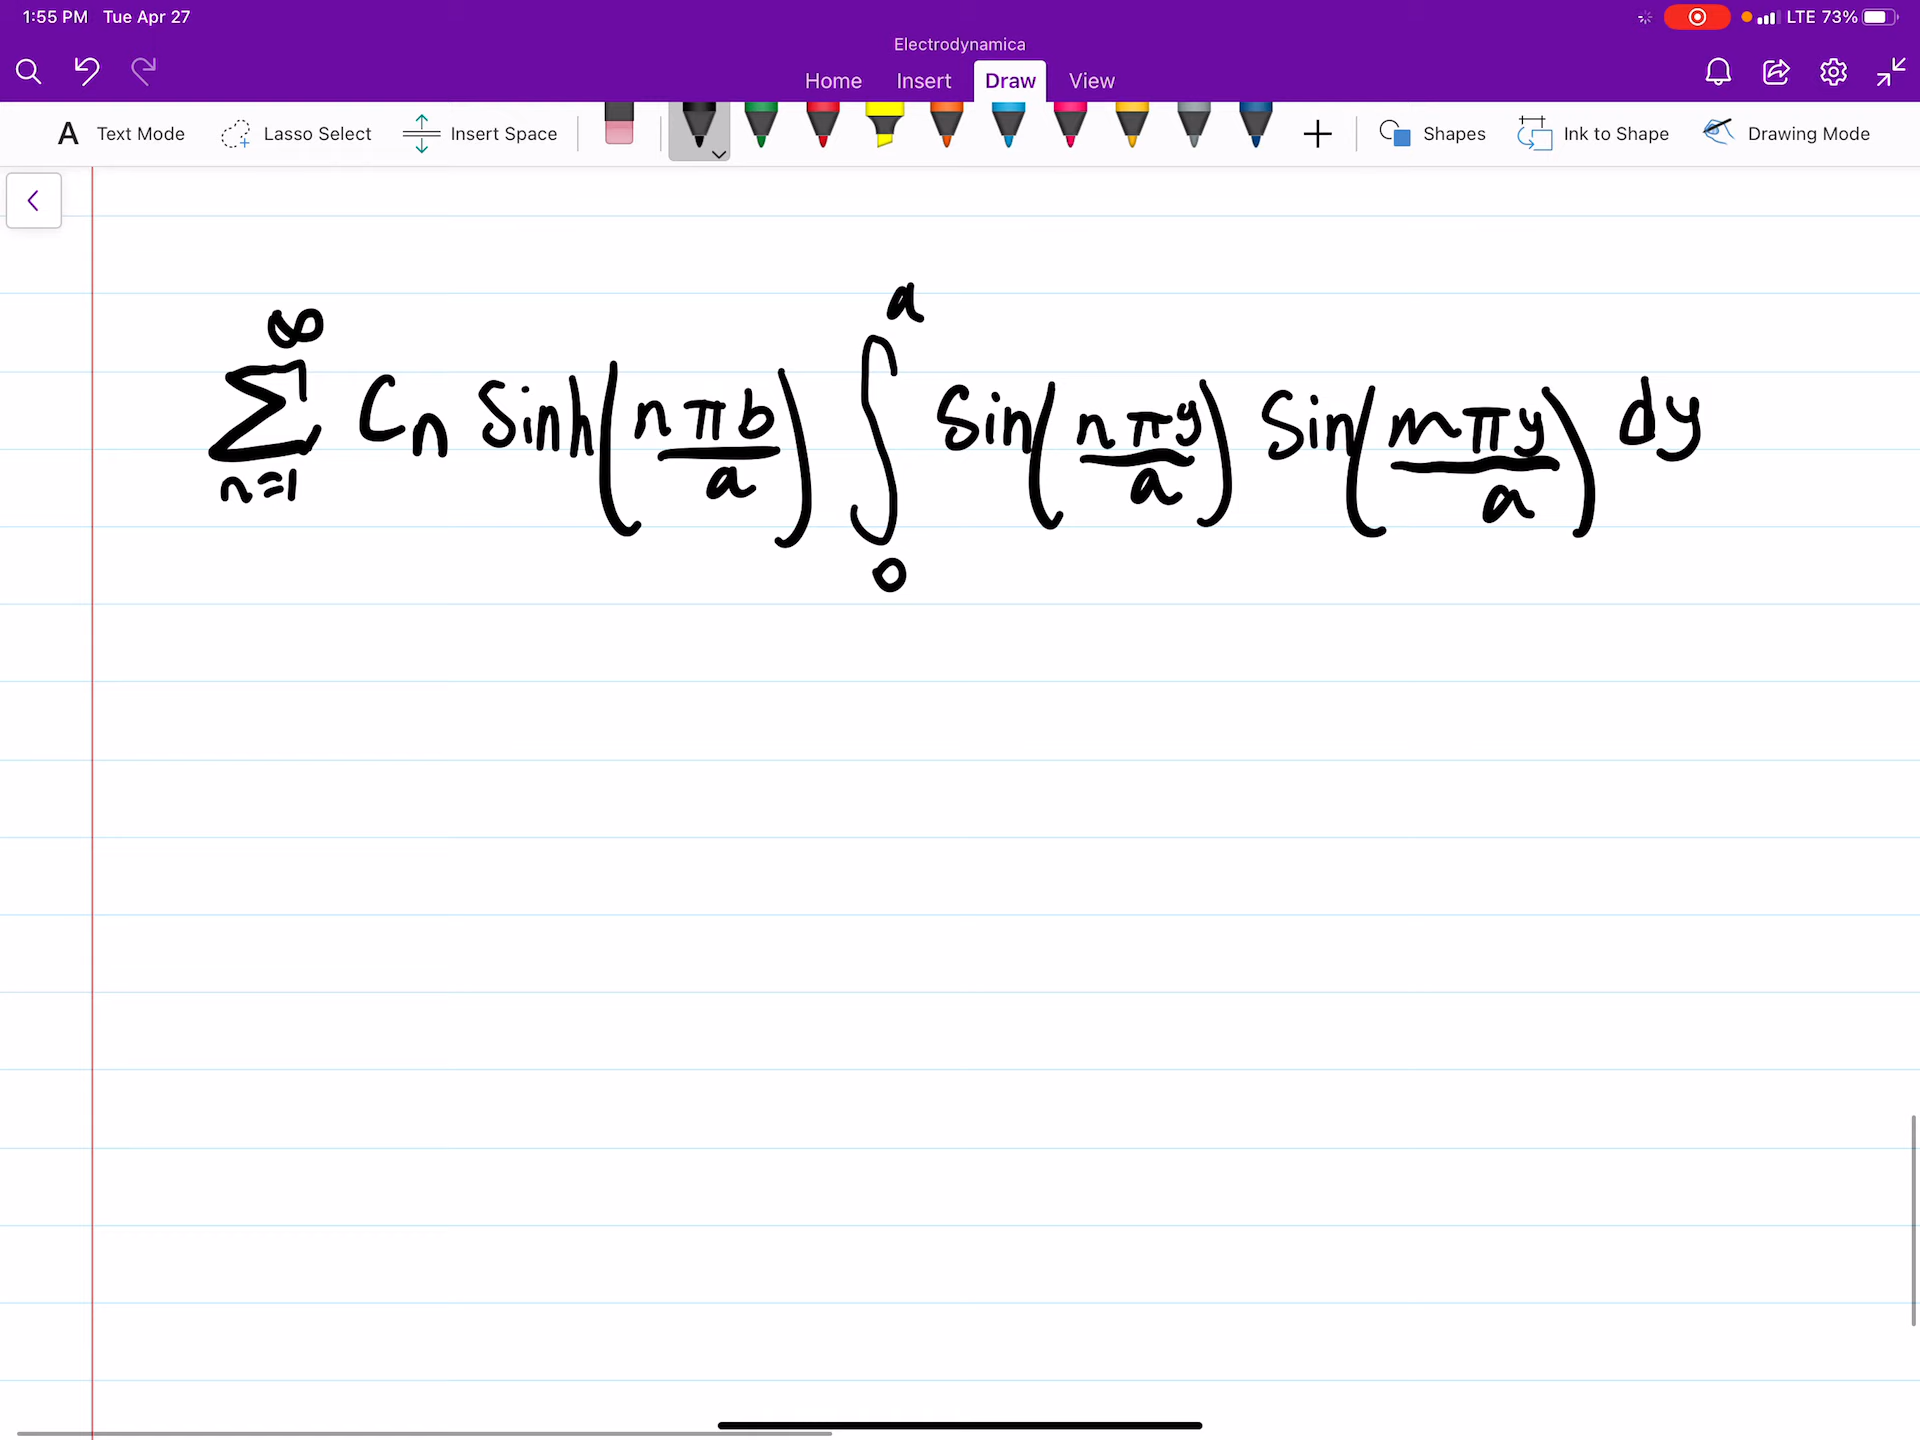 1:55 PM Tue Apr 27 LTE 73%
Electrodynamica
Home Insert Draw View
A Text Mode Lasso Select Insert Space Shapes Ink to Shape Drawing Mode
∑_{n=1}^{∞} Cn Sinh(nπb/a) ∫_{0}^{a} Sin(nπy/a) Sin(mπy/a) dy